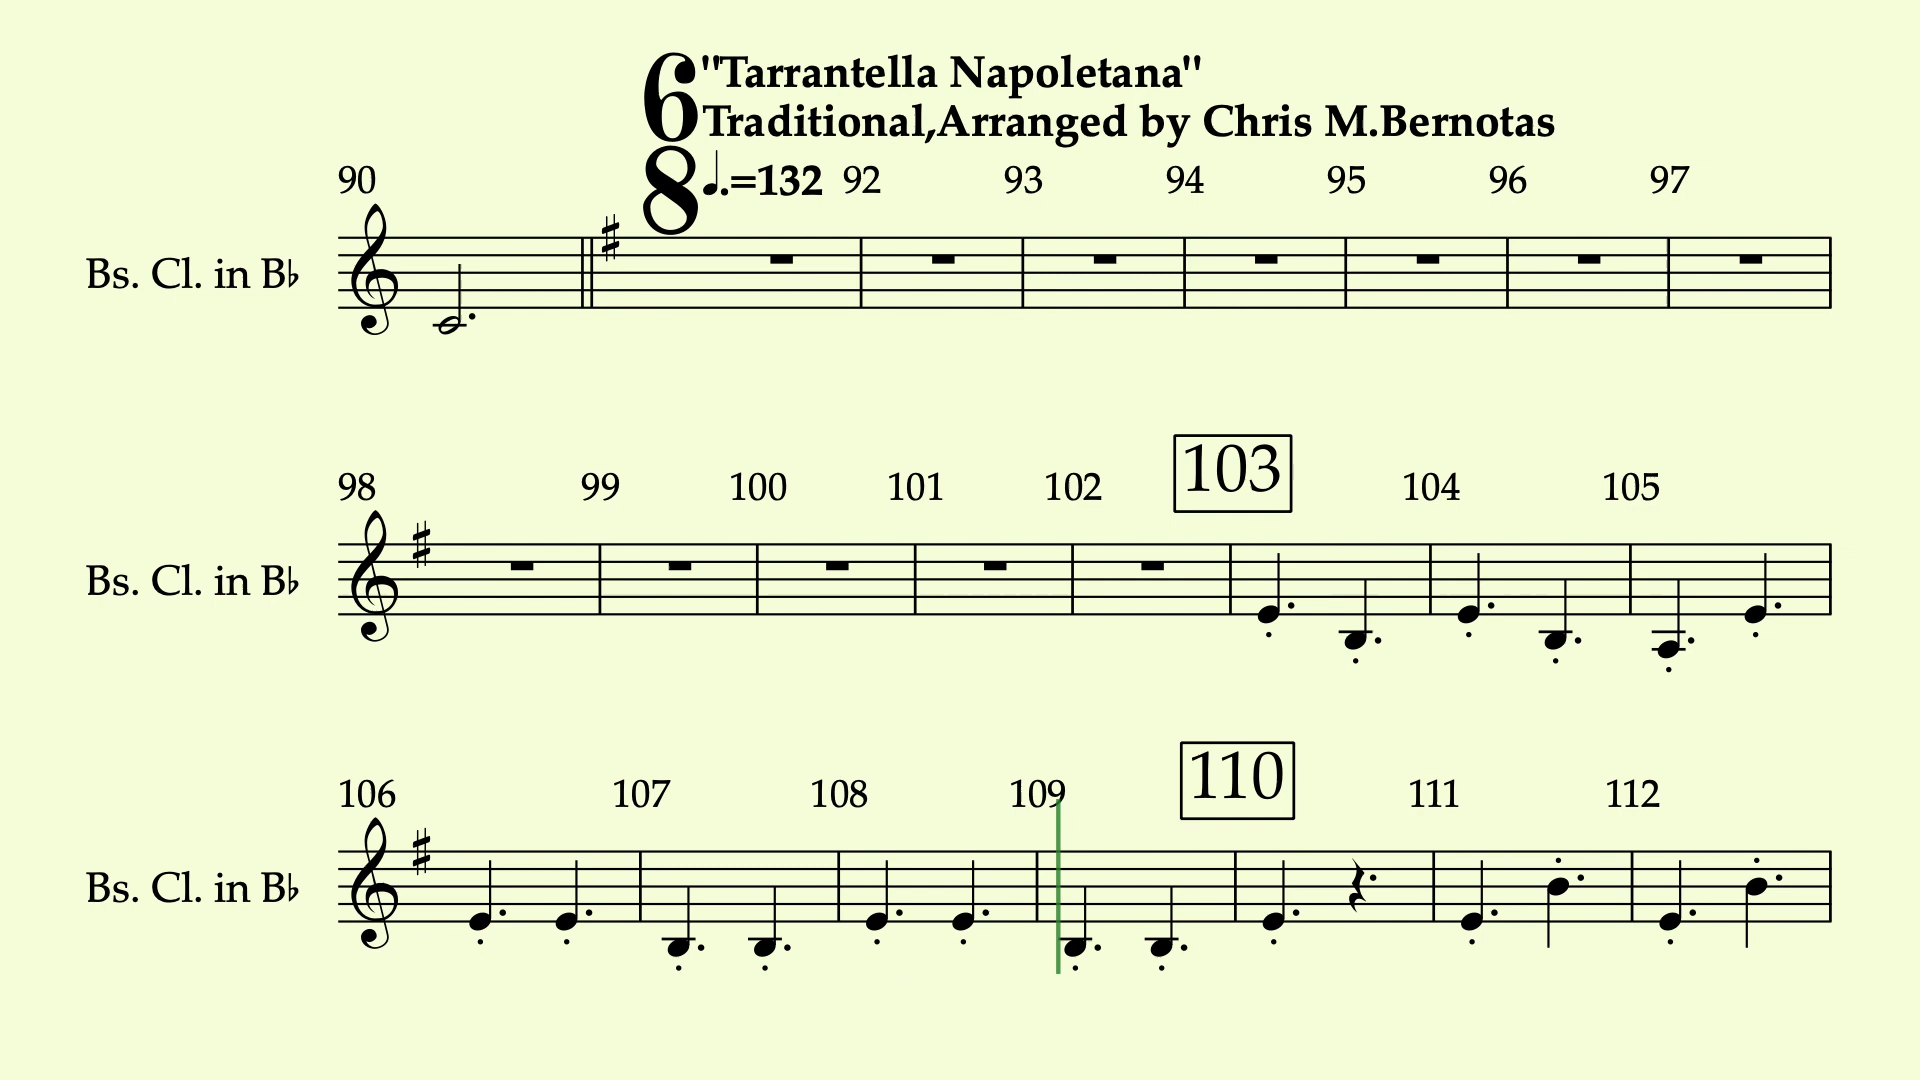 "Tarrantella Napoletana"
Traditional,Arranged by Chris M.Bernotas
6
8
♩.=132
90 92 93 94 95 96 97
Bs. Cl. in B♭
103
98 99 100 101 102 104 105
Bs. Cl. in B♭
110
106 107 108 109 111 112
Bs. Cl. in B♭